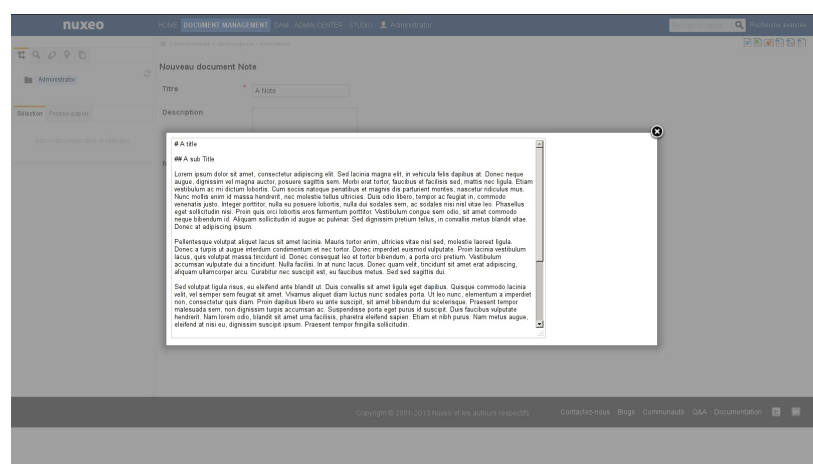 nuxeo
HOME DOCUMENT MANAGEMENT DAM ADMIN CENTER STUDIO Administrator
Recherche avancée
Administrator
Nouveau document Note
Titre * A Note
Sélection Presse-papier
Description
# A title
## A sub Title
Lorem ipsum dolor sit amet, consectetur adipiscing elit. Sed lacinia magna elit, in vehicula felis dapibus at. Donec neque
augue, dignissim vel magna auctor, posuere sagittis sem. Morbi erat tortor, faucibus et facilisis sed, mattis nec ligula. Etiam
vestibulum ac mi dictum lobortis. Cum sociis natoque penatibus et magnis dis parturient montes, nascetur ridiculus mus.
Nunc mollis enim id massa hendrerit, nec molestie tellus ultricies. Duis odio libero, tempor ac feugiat in, commodo
venenatis justo. Integer porttitor, nulla eu posuere lobortis, nulla dui sodales sem, ac sodales nisi nisl vitae leo. Phasellus
eget sollicitudin nisi. Proin quis orci lobortis eros fermentum porttitor. Vestibulum congue sem odio, sit amet commodo
neque bibendum id. Aliquam sollicitudin id augue ac pulvinar. Sed dignissim pretium tellus, in convallis metus blandit vitae.
Donec at adipiscing ipsum.
Pellentesque volutpat aliquet lacus sit amet lacinia. Mauris tortor enim, ultricies vitae nisl sed, molestie laoreet ligula.
Donec a turpis ut augue interdum condimentum et nec tortor. Donec imperdiet euismod vulputate. Proin lacinia vestibulum
lacus, quis volutpat massa tincidunt id. Donec consequat leo et tortor bibendum, a porta orci pretium. Vestibulum
accumsan vulputate dui a tincidunt. Nulla facilisi. In at nunc lacus. Donec quam velit, tincidunt sit amet erat adipiscing,
aliquam ullamcorper arcu. Curabitur nec suscipit est, eu faucibus metus. Sed sed sagittis dui.
Sed volutpat ligula risus, eu eleifend ante blandit ut. Duis convallis sit amet ligula eget dapibus. Quisque commodo lacinia
velit, vel semper sem feugiat sit amet. Vivamus aliquet diam luctus nunc sodales porta. Ut leo nunc, elementum a imperdiet
non, consectetur quis diam. Proin dapibus libero eu ante suscipit, sit amet bibendum dui scelerisque. Praesent tempor
malesuada sem, non dignissim turpis accumsan ac. Suspendisse porta eget purus id suscipit. Duis faucibus vulputate
hendrerit. Nam lorem odio, blandit sit amet urna facilisis, pharetra eleifend sapien. Etiam et nibh purus. Nam metus augue,
eleifend at nisi eu, dignissim suscipit ipsum. Praesent tempor fringilla sollicitudin.
Copyright © 2001-2013 Nuxeo et les auteurs respectifs. Contactez-nous Blogs Communauté Q&A Documentation